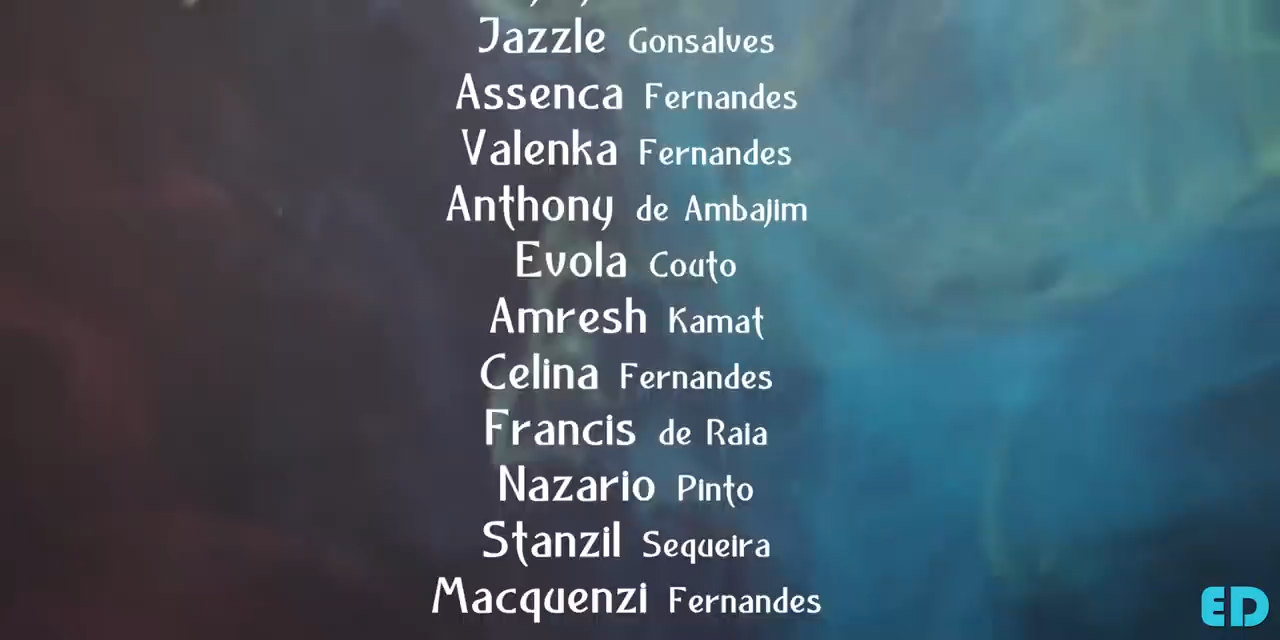 Jazzle Gonsalves
Assenca Fernandes
Valenka Fernandes
Anthony de Ambajim
Evola Couto
Amresh Kamat
Celina Fernandes
Francis de Raia
Nazario Pinto
Stanzil Sequeira
Macquenzi Fernandes
ED